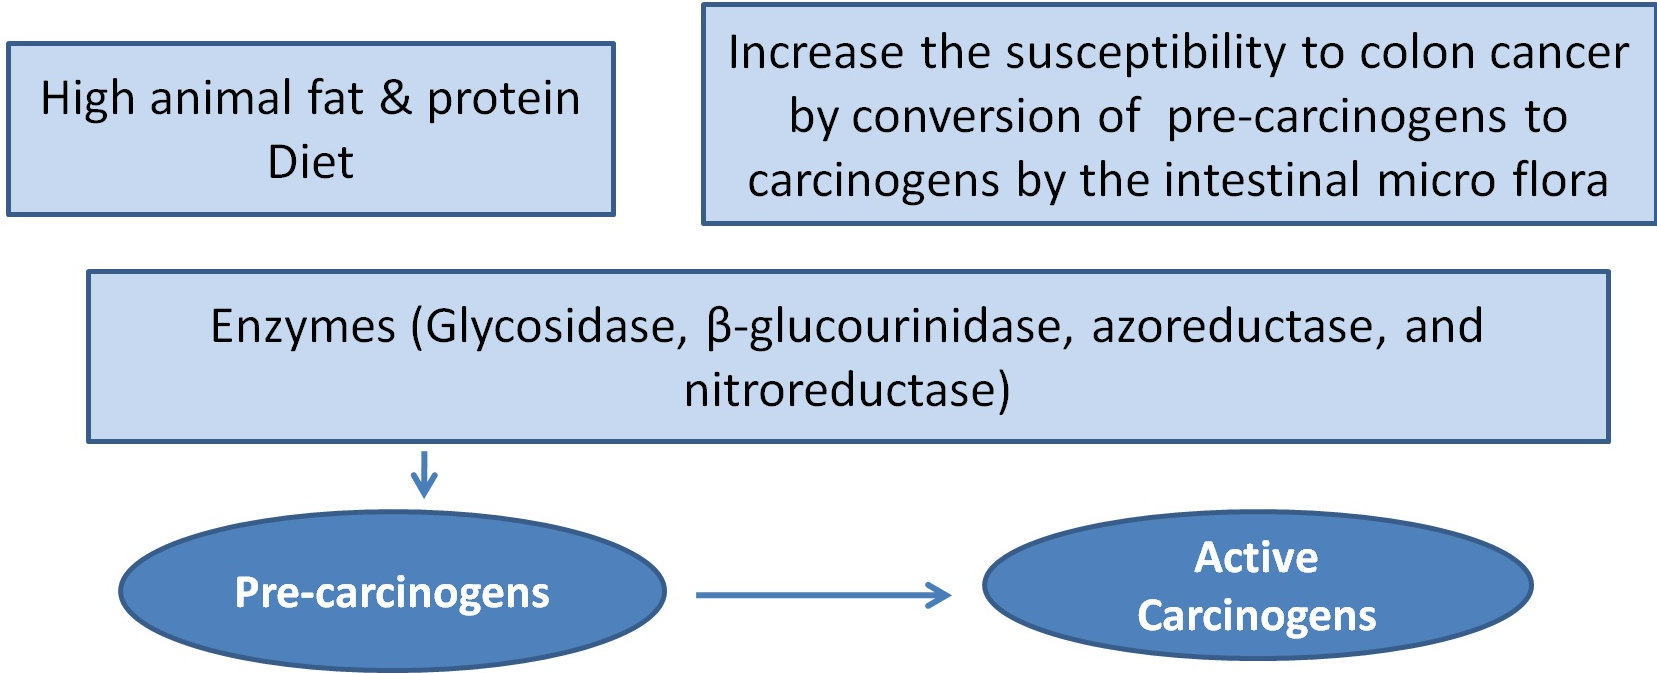 High animal fat & protein
Diet
Increase the susceptibility to colon cancer
by conversion of pre-carcinogens to
carcinogens by the intestinal micro flora
Enzymes (Glycosidase, β-glucourinidase, azoreductase, and
nitroreductase)
Pre-carcinogens
Active
Carcinogens